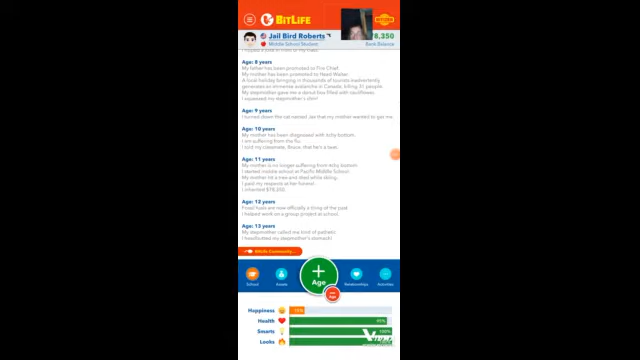 BitLife
Jail Bird Roberts
Middle School Student
Bank Balance
Age: 8 years
My father has been promoted to Fire Chief.
My mother has been promoted to Head Waiter.
A local holiday bringing in thousands of tourists inadvertently
generates an immense avalanche in Canada, killing 31 people.
My stepmother gave me a donut box filled with cauliflower.
I squeezed my stepmother's chin!
Age: 9 years
I turned down the cat named Jax that my mother wanted to get me.
Age: 10 years
My mother has been diagnosed with itchy bottom.
I am suffering from the flu.
I told my classmate, Bruce, that he's a loser.
Age: 11 years
My mother is no longer suffering from itchy bottom.
I started middle school at Pacific Middle School.
My mother hit a tree and died while skiing.
I paid my respects at her funeral.
I inherited $78,350.
Age: 12 years
are now officially a thing of the past.
I helped work on a group project at school.
Age: 13 years
My stepmother called me kind of pathetic.
I headbutted my stepmother's stomach!
BitLife Community
School
Assets
+
Age
Relationships
Activities
Age
Happiness
Health
Smarts
100%
Looks